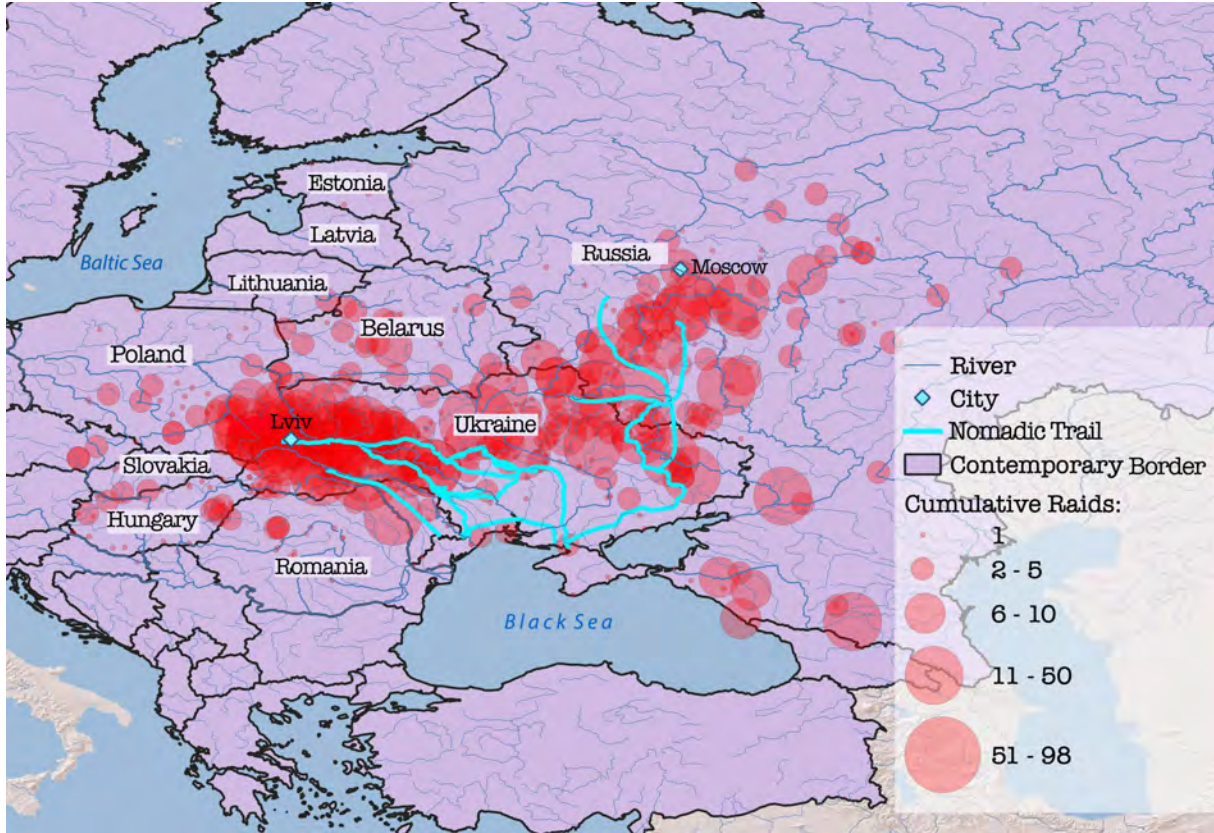 Estonia
Latvia
Russia
Moscow
Baltic Sea
Lithuania
Belarus
Poland
Lviv
Ukraine
Slovakia
Hungary
Romania
Black Sea
River
City
Nomadic Trail
Contemporary Border
Cumulative Raids:
1
2 - 5
6 - 10
11 - 50
51 - 98